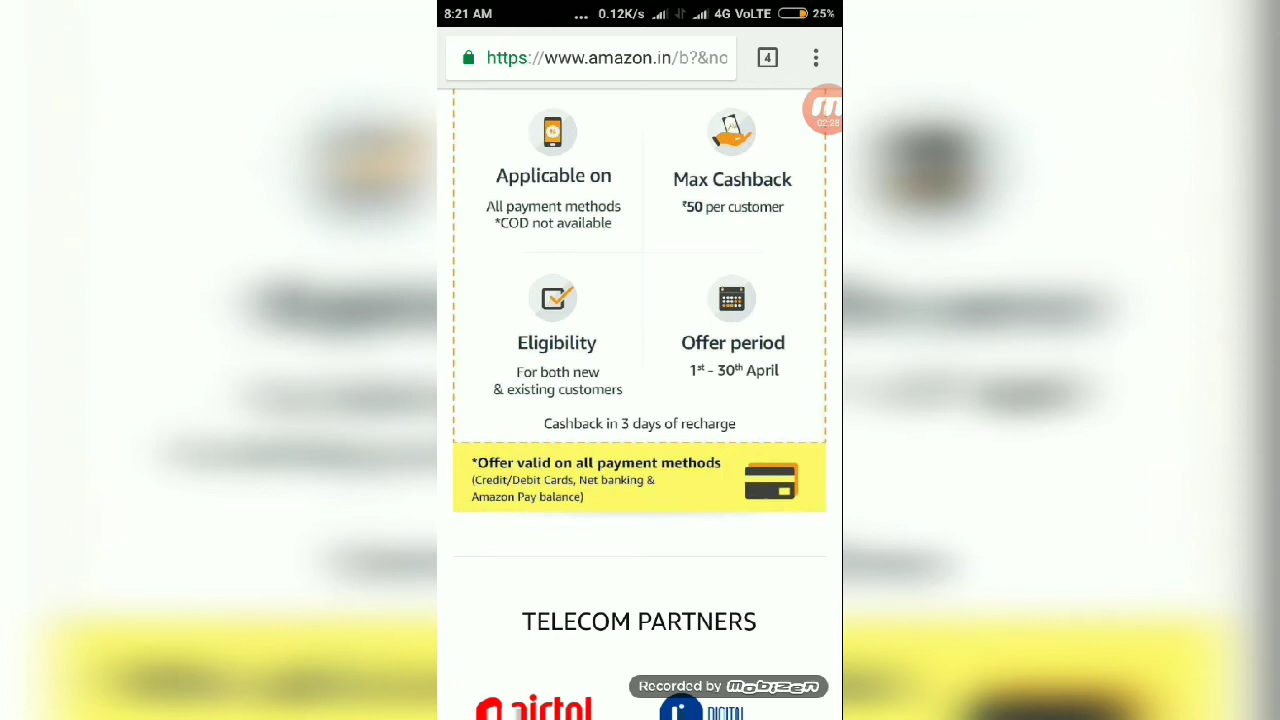 8:21 AM ... 0.12K/s 4G VoLTE 25%
https://www.amazon.in/b?&no 4
02:28
Applicable on
All payment methods
*COD not available
Max Cashback
₹50 per customer
Eligibility
For both new
& existing customers
Offer period
1st - 30th April
Cashback in 3 days of recharge
*Offer valid on all payment methods
(Credit/Debit Cards, Net banking &
Amazon Pay balance)
TELECOM PARTNERS
Recorded by mobizen
airtel
DIGITAL